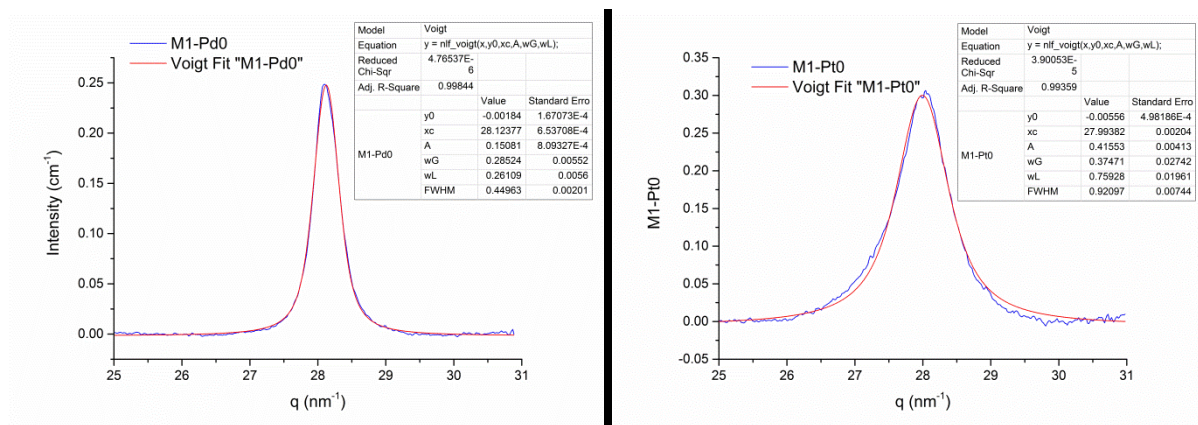 M1-Pd0
Voigt Fit "M1-Pd0"
Model Voigt
Equation y = nlf_voigt(x,y0,xc,A,wG,wL);
Reduced Chi-Sqr 4.76537E-6
Adj. R-Square 0.99844
Value Standard Erro
M1-Pd0
y0 -0.00184 1.67073E-4
xc 28.12377 6.53708E-4
A 0.15081 8.09327E-4
wG 0.28524 0.00552
wL 0.26109 0.0056
FWHM 0.44963 0.00201
Intensity (cm⁻¹)
0.25
0.20
0.15
0.10
0.05
0.00
25 26 27 28 29 30 31
q (nm⁻¹)
M1-Pt0
Voigt Fit "M1-Pt0"
Model Voigt
Equation y = nlf_voigt(x,y0,xc,A,wG,wL);
Reduced Chi-Sqr 3.90053E-5
Adj. R-Square 0.99359
Value Standard Erro
M1-Pt0
y0 -0.00556 4.98186E-4
xc 27.99382 0.00204
A 0.41553 0.00413
wG 0.37471 0.02742
wL 0.75928 0.01961
FWHM 0.92097 0.00744
M1-Pt0
0.35
0.30
0.25
0.20
0.15
0.10
0.05
0.00
-0.05
25 26 27 28 29 30 31
q (nm⁻¹)